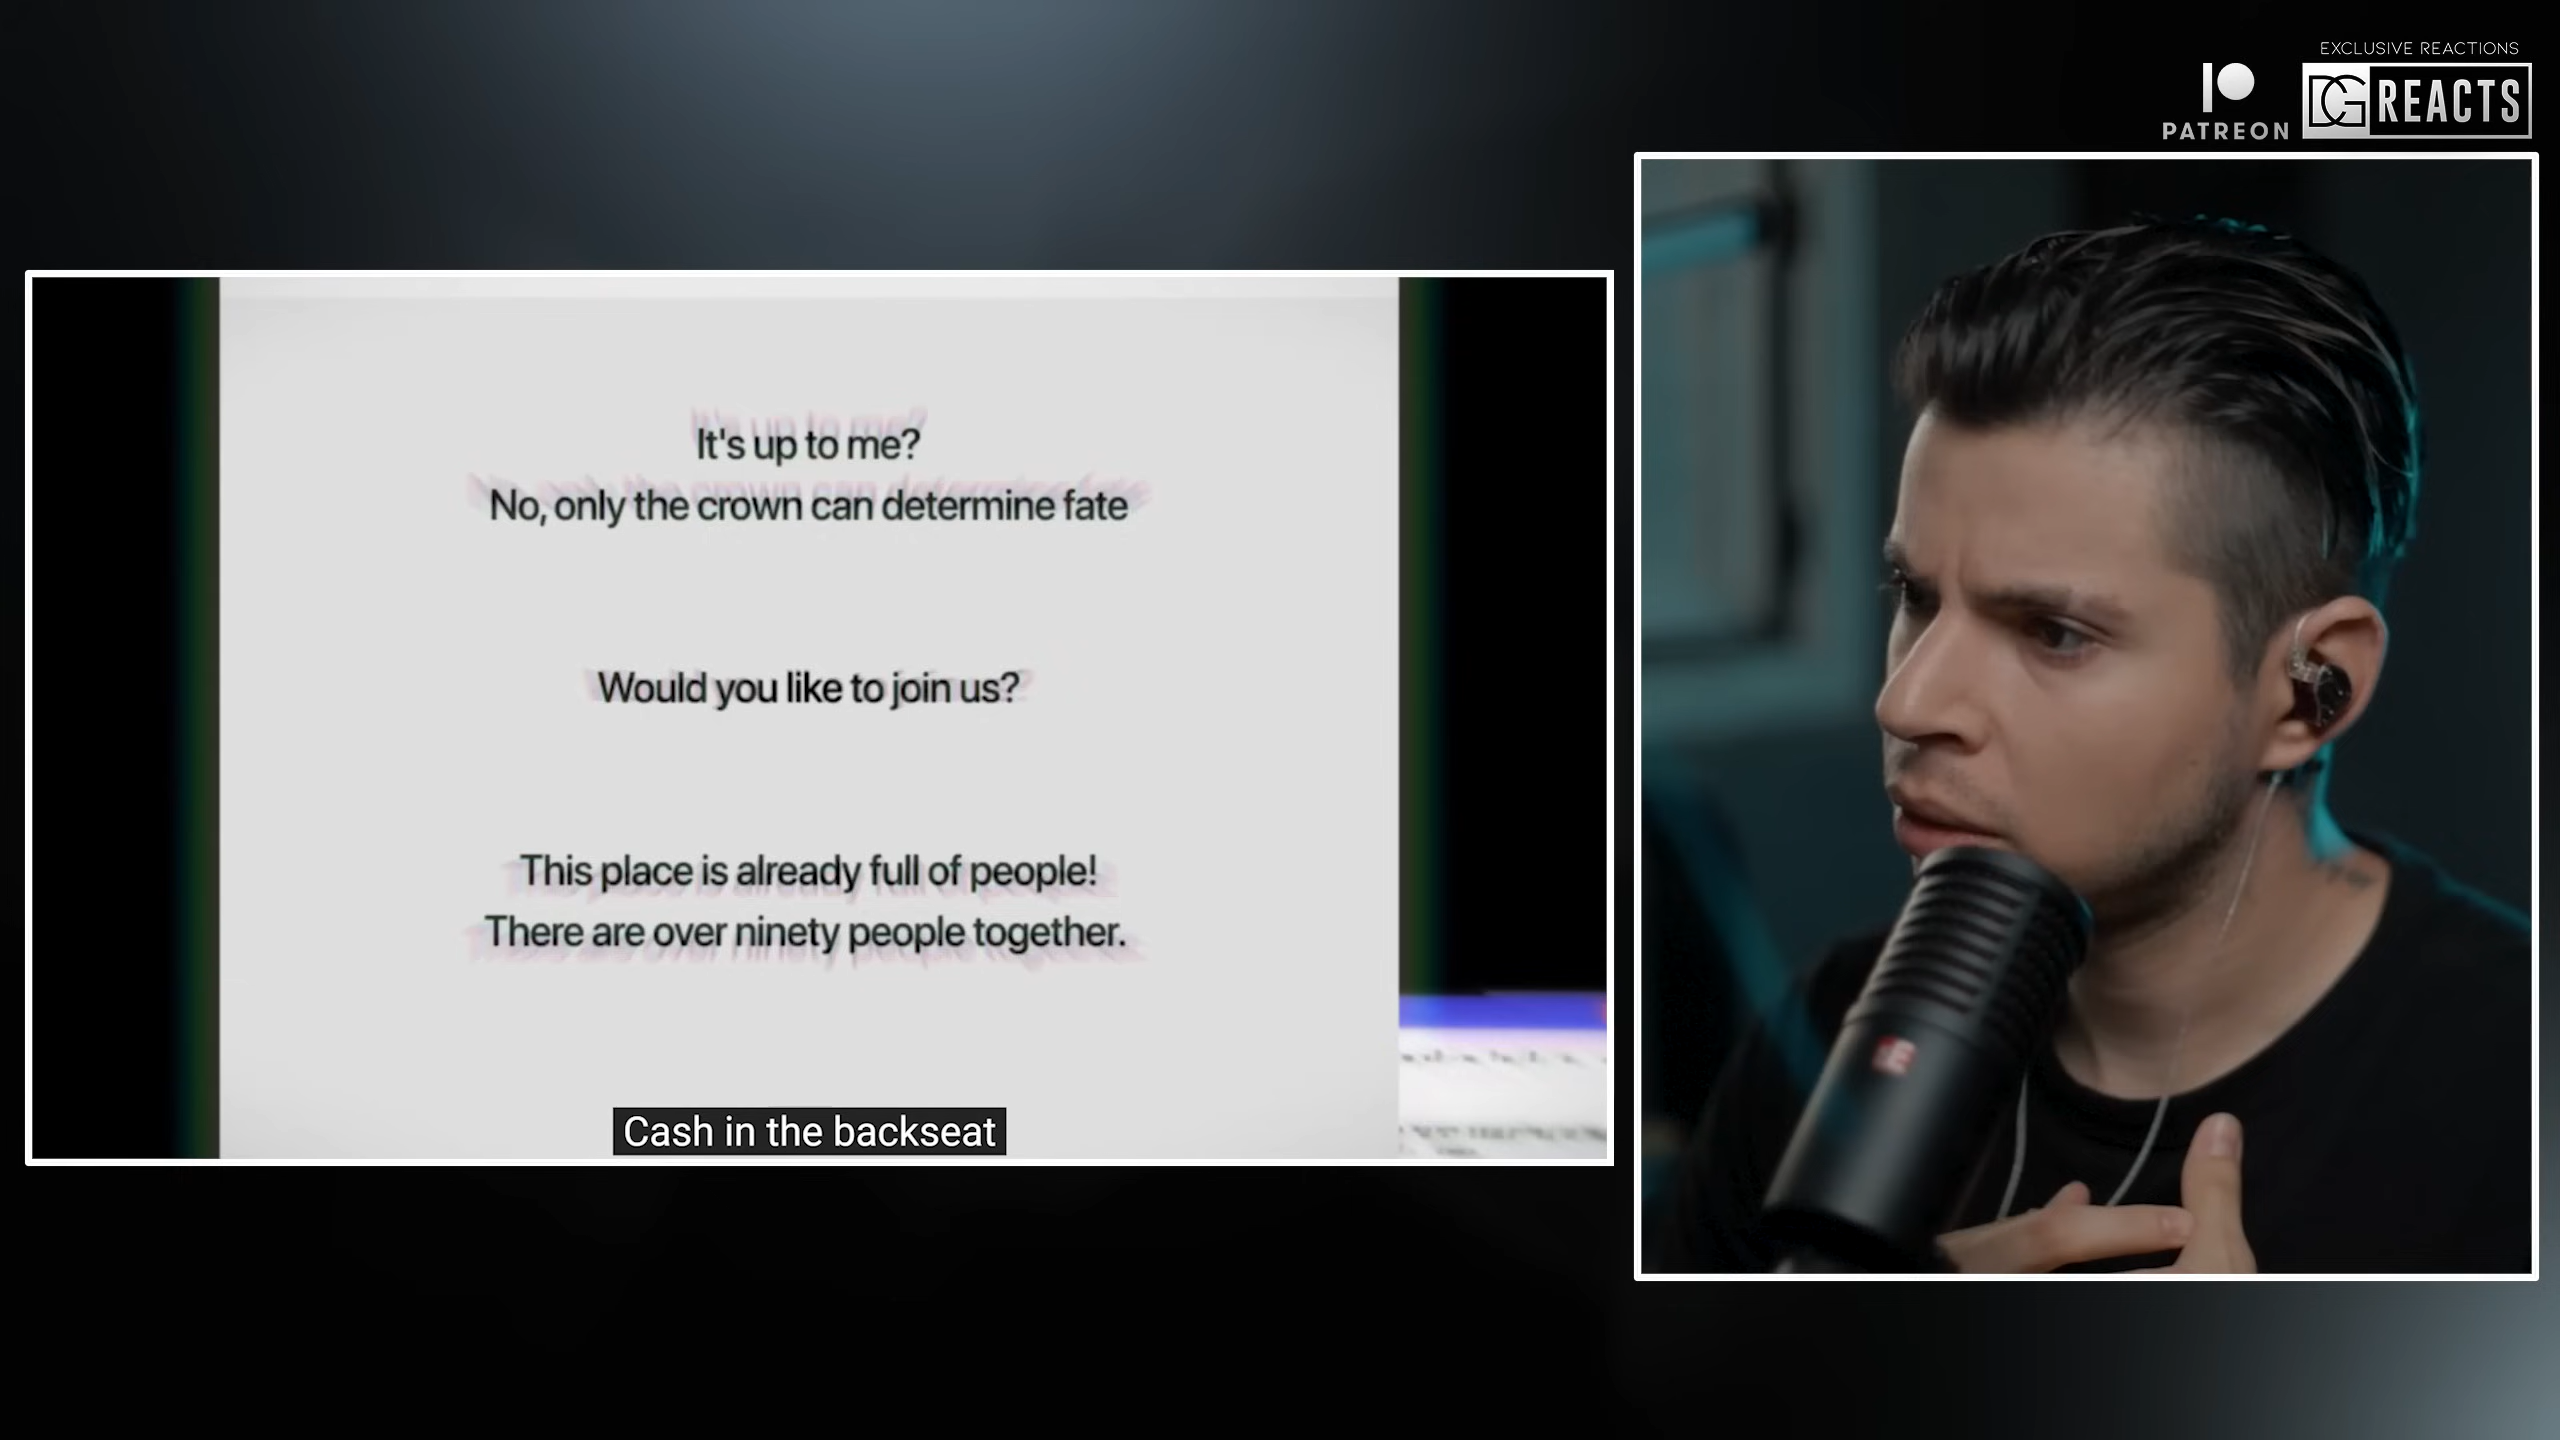 EXCLUSIVE REACTIONS
PATREON
DG REACTS
It's up to me?
No, only the crown can determine fate
Would you like to join us?
This place is already full of people!
There are over ninety people together.
Cash in the backseat